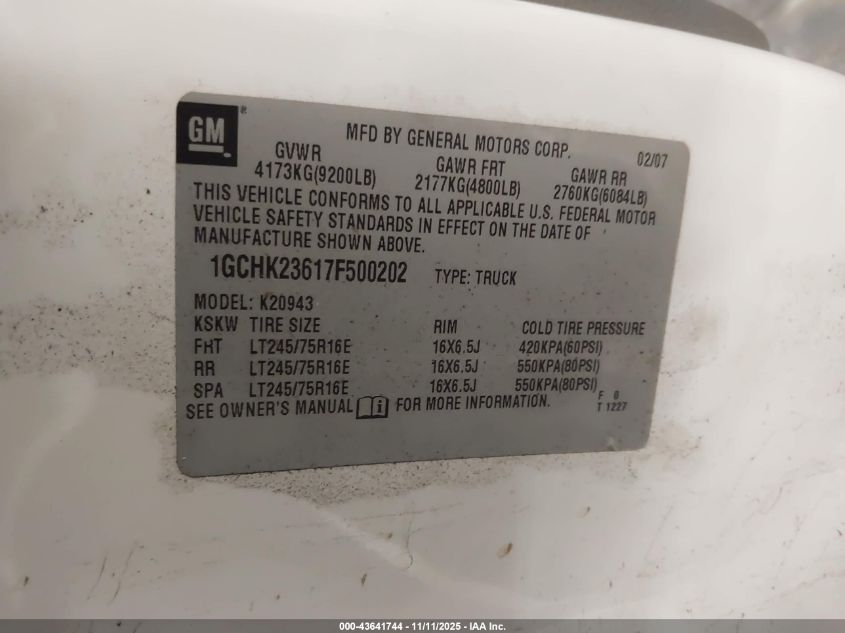 GM ®
MFD BY GENERAL MOTORS CORP. 02/07
GVWR GAWR FRT GAWR RR
4173KG(9200LB) 2177KG(4800LB) 2760KG(6084LB)
THIS VEHICLE CONFORMS TO ALL APPLICABLE U.S. FEDERAL MOTOR
VEHICLE SAFETY STANDARDS IN EFFECT ON THE DATE OF
MANUFACTURE SHOWN ABOVE.
1GCHK23617F500202 TYPE: TRUCK
MODEL: K20943
KSKW TIRE SIZE RIM COLD TIRE PRESSURE
FHT LT245/75R16E 16X6.5J 420KPA(60PSI)
RR LT245/75R16E 16X6.5J 550KPA(80PSI)
SPA LT245/75R16E 16X6.5J 550KPA(80PSI)
SEE OWNER'S MANUAL i FOR MORE INFORMATION.
F 0
T 1227
000-43641744 - 11/11/2025 - IAA Inc.